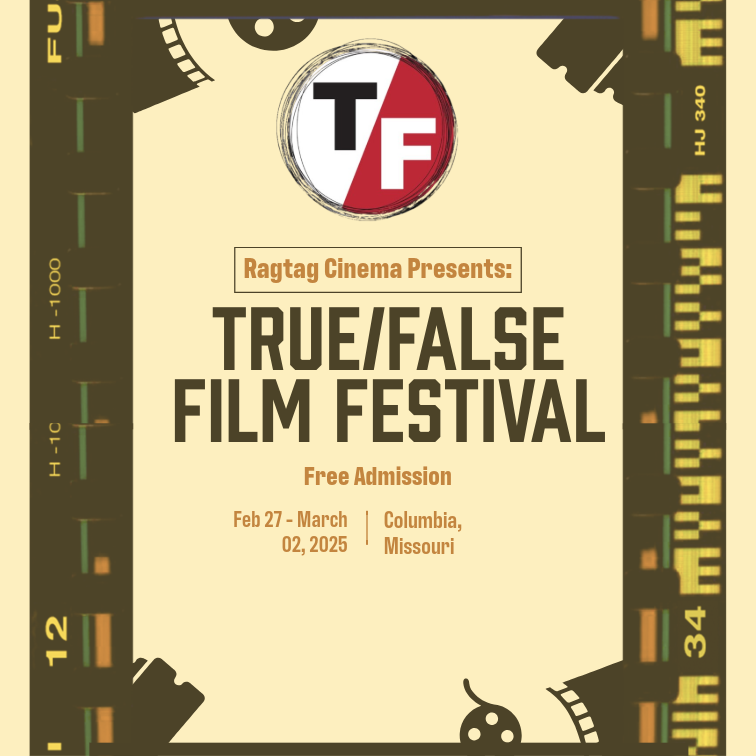 FU
T
F
HJ 340
Ragtag Cinema Presents:
H -1000
TRUE/FALSE
FILM FESTIVAL
H -1C
Free Admission
Feb 27 - March
02, 2025
Columbia,
Missouri
12
34